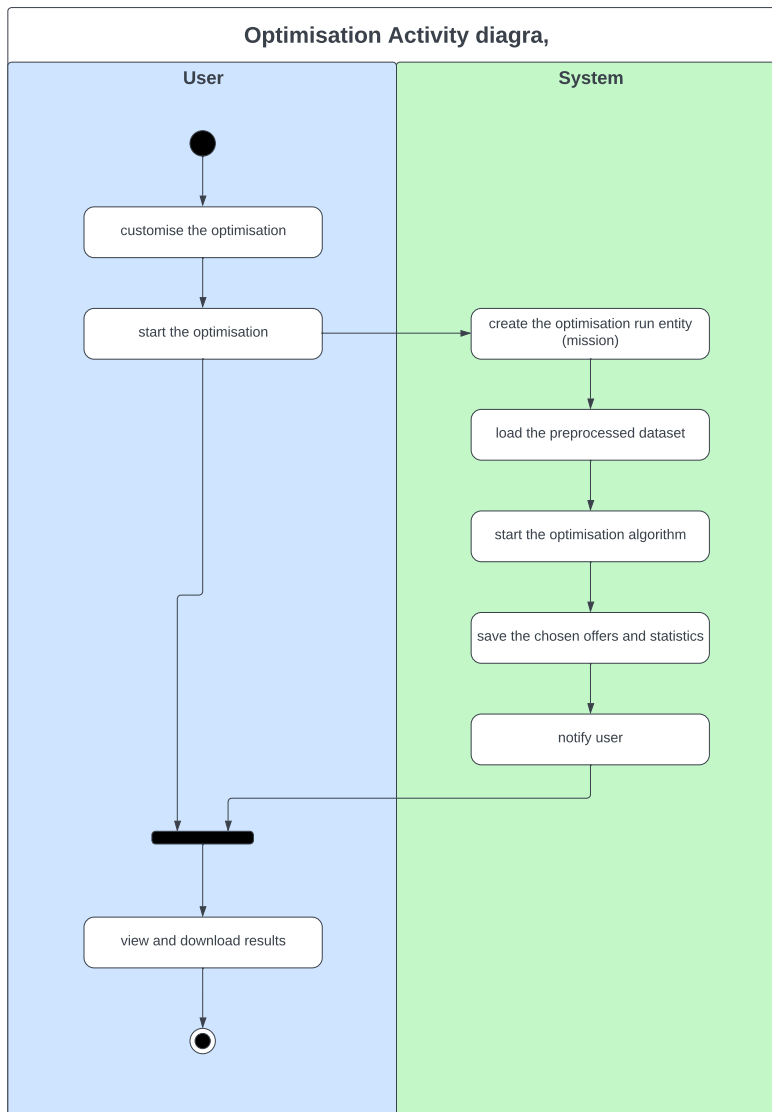 Optimisation Activity diagra,
User
System
customise the optimisation
start the optimisation
create the optimisation run entity
(mission)
load the preprocessed dataset
start the optimisation algorithm
save the chosen offers and statistics
notify user
view and download results